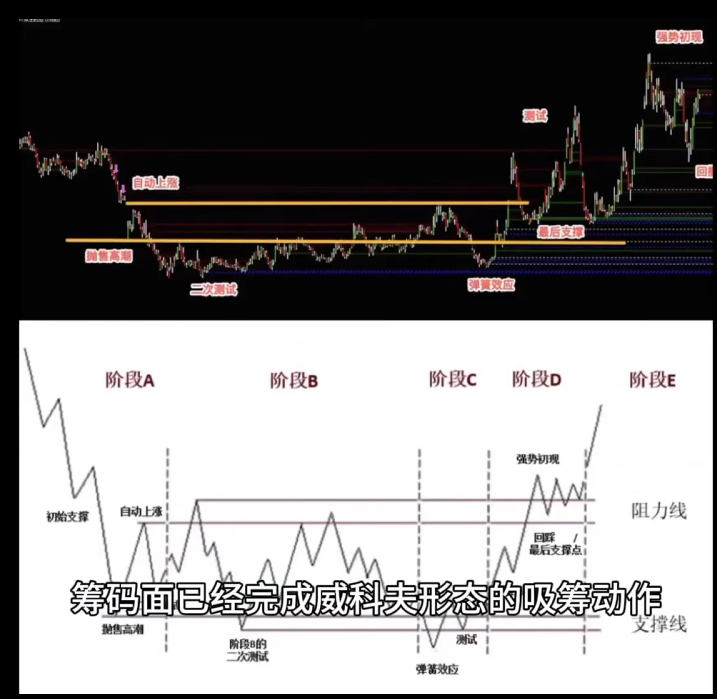 强势初现
测试
自动上涨
最后支撑
抛售高潮
二次测试
弹簧效应
阶段A
阶段B
阶段C
阶段D
阶段E
强势初现
初始支撑
自动上涨
阻力线
回踩
最后支撑点
筹码面已经完成威科夫形态的吸筹动作
支撑线
抛售高潮
阶段B的
二次测试
测试
弹簧效应